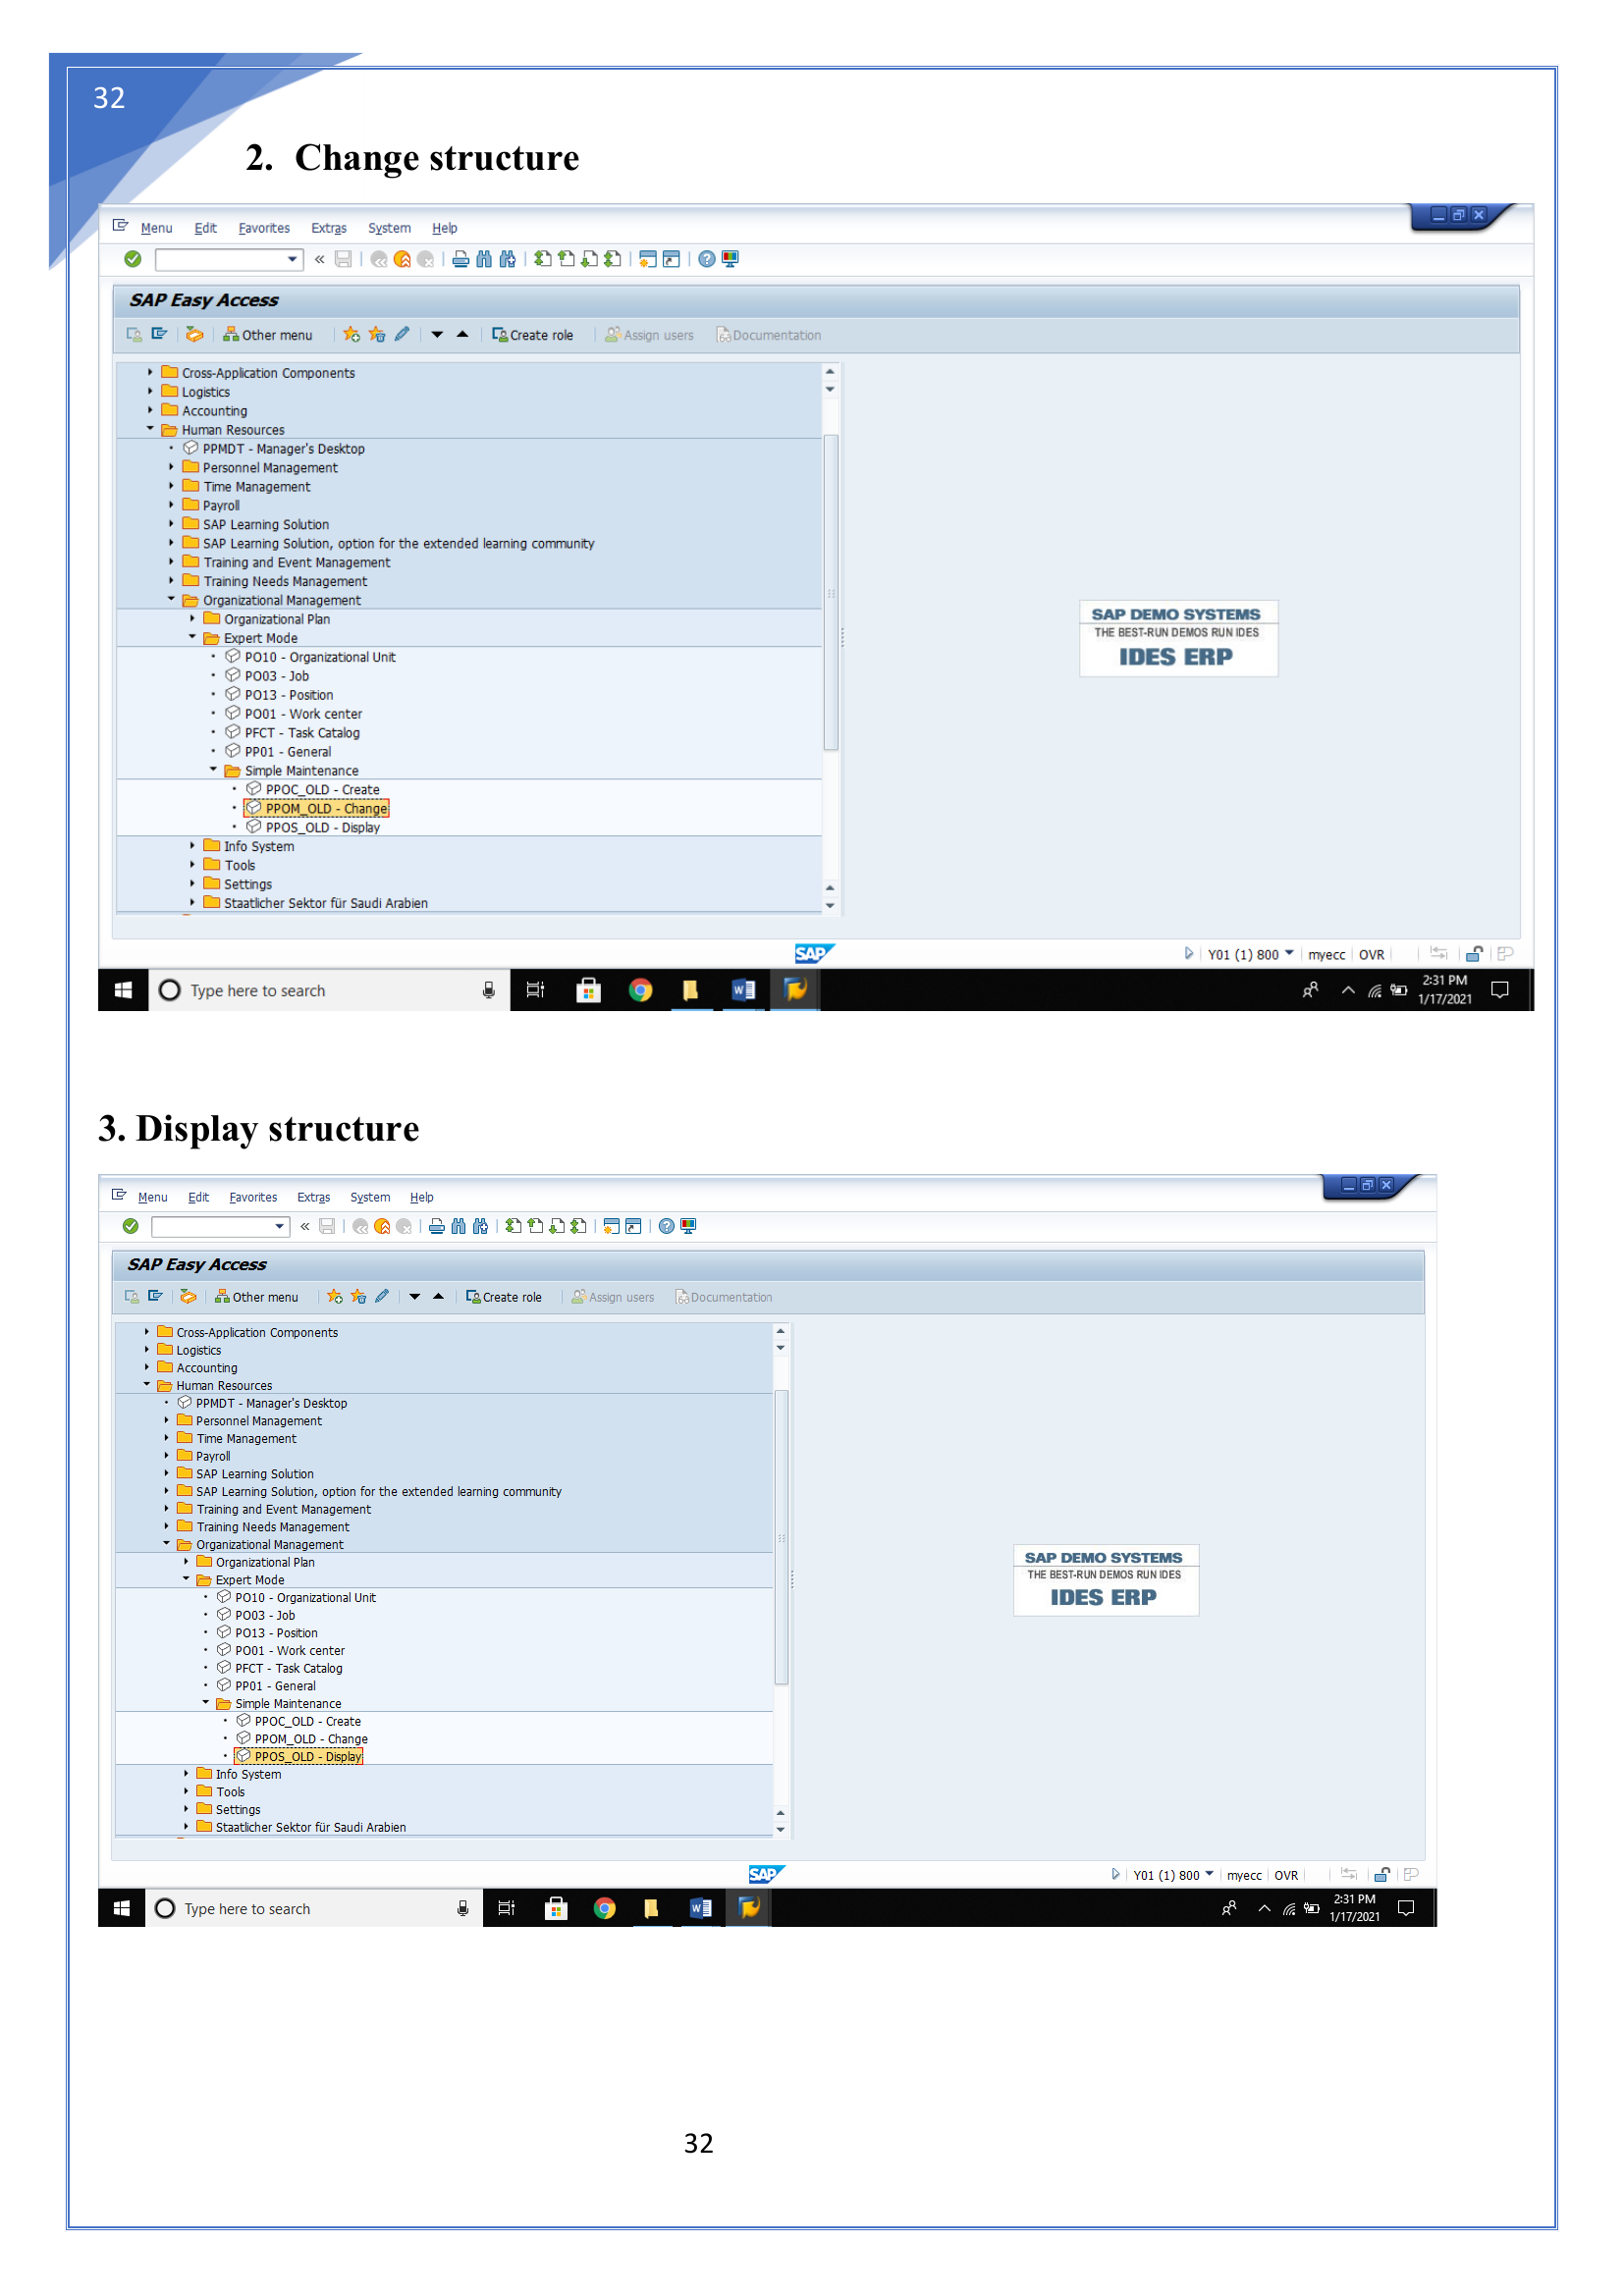 32
2. Change structure
Menu Edit Favorites Extras System Help
SAP Easy Access
Other menu Create role Assign users Documentation
Cross-Application Components
Logistics
Accounting
Human Resources
PPMDT - Manager's Desktop
Personnel Management
Time Management
Payroll
SAP Learning Solution
SAP Learning Solution, option for the extended learning community
Training and Event Management
Training Needs Management
Organizational Management
Organizational Plan
Expert Mode
PO10 - Organizational Unit
PO03 - Job
PO13 - Position
PO01 - Work center
PFCT - Task Catalog
PP01 - General
Simple Maintenance
PPOC_OLD - Create
PPOM_OLD - Change
PPOS_OLD - Display
Info System
Tools
Settings
Staatlicher Sektor für Saudi Arabien
SAP DEMO SYSTEMS
THE BEST-RUN DEMOS RUN IDES
IDES ERP
SAP
Y01 (1) 800 myecc OVR
Type here to search
2:31 PM
1/17/2021
3. Display structure
Menu Edit Favorites Extras System Help
SAP Easy Access
Other menu Create role Assign users Documentation
Cross-Application Components
Logistics
Accounting
Human Resources
PPMDT - Manager's Desktop
Personnel Management
Time Management
Payroll
SAP Learning Solution
SAP Learning Solution, option for the extended learning community
Training and Event Management
Training Needs Management
Organizational Management
Organizational Plan
Expert Mode
PO10 - Organizational Unit
PO03 - Job
PO13 - Position
PO01 - Work center
PFCT - Task Catalog
PP01 - General
Simple Maintenance
PPOC_OLD - Create
PPOM_OLD - Change
PPOS_OLD - Display
Info System
Tools
Settings
Staatlicher Sektor für Saudi Arabien
SAP DEMO SYSTEMS
THE BEST-RUN DEMOS RUN IDES
IDES ERP
SAP
Y01 (1) 800 myecc OVR
Type here to search
2:31 PM
1/17/2021
32